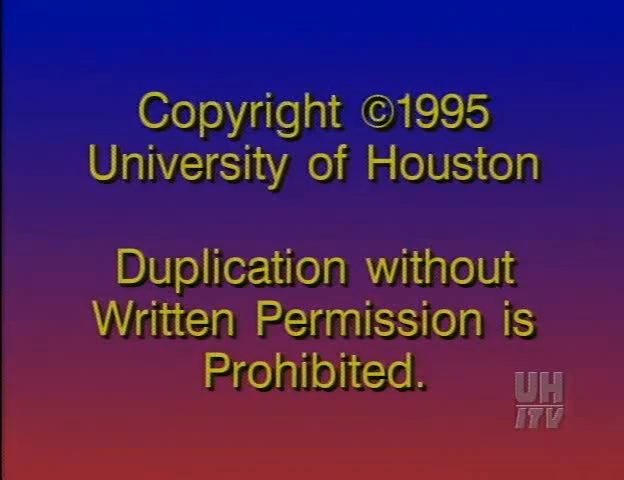 Copyright ©1995
University of Houston
Duplication without
Written Permission is
Prohibited.
UH
ITV